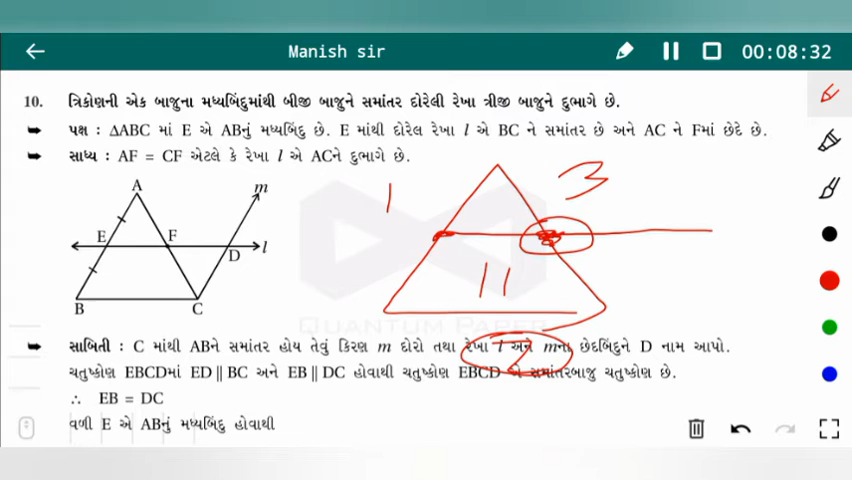 Manish sir
00:08:32
10. ત્રિકોણની એક બાજુના મધ્યબિંદુમાંથી બીજી બાજુને સમાંતર દોરેલી રેખા ત્રીજી બાજુને દુભાગે છે.
➥ પક્ષ : ΔABC માં E એ ABનું મધ્યબિંદુ છે. E માંથી દોરેલ રેખા l એ BC ને સમાંતર છે અને AC ને Fમાં છેદે છે.
➥ સાધ્ય : AF = CF એટલે કે રેખા l એ ACને દુભાગે છે.
A
m
1
3
E
F
D
l
11
B
C
QUANTUM PAPER
➥ સાબિતી : C માંથી ABને સમાંતર હોય તેવું કિરણ m દોરો તથા રેખા l અને mના છેદબિંદુને D નામ આપો.
2
ચતુષ્કોણ EBCDમાં ED || BC અને EB || DC હોવાથી ચતુષ્કોણ EBCD એ સમાંતરબાજુ ચતુષ્કોણ છે.
∴ EB = DC
વળી E એ ABનું મધ્યબિંદુ હોવાથી